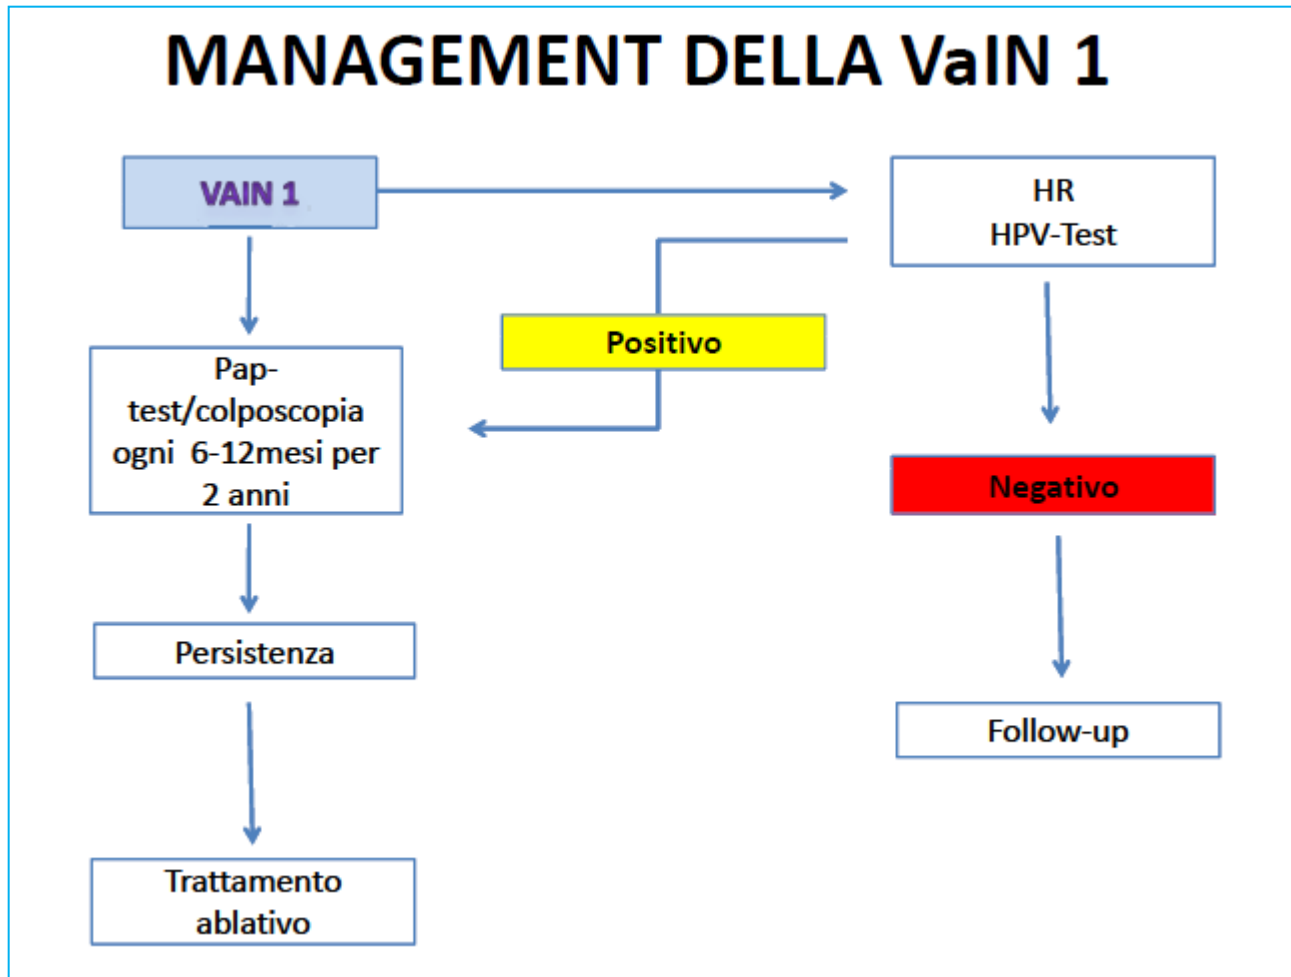 MANAGEMENT DELLA VaIN 1
VAIN 1
HR
HPV-Test
Positivo
Pap-
test/colposcopia
ogni 6-12mesi per
2 anni
Negativo
Persistenza
Follow-up
Trattamento
ablativo